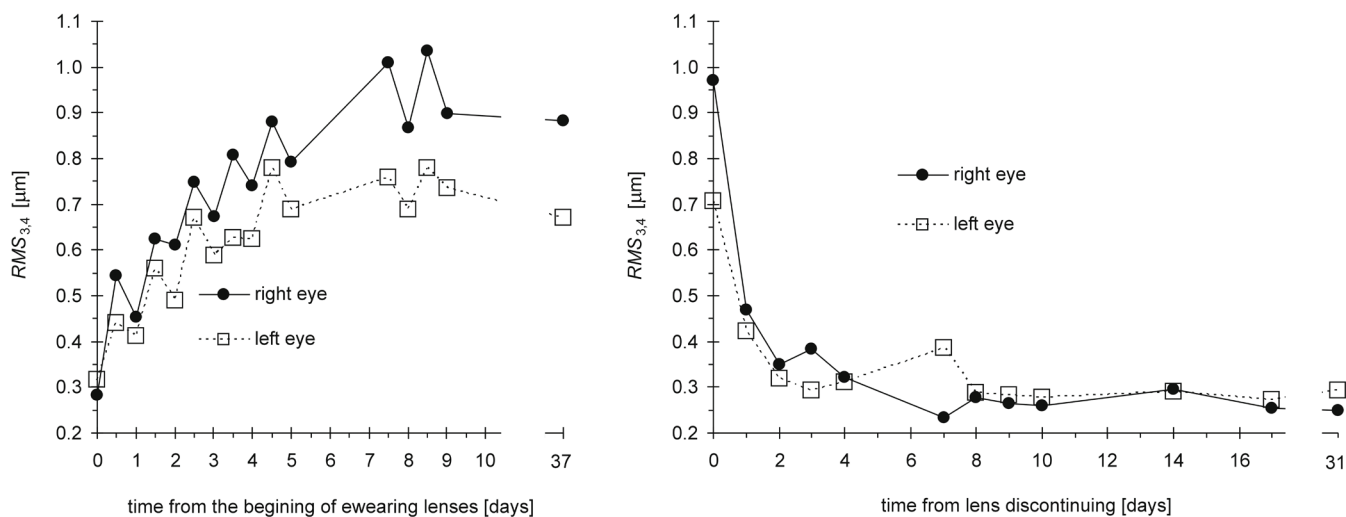 1.1
1.0
0.9
0.8
0.7
0.6
0.5
0.4
0.3
0.2
RMS3,4 [μm]
right eye
left eye
0 1 2 3 4 5 6 7 8 9 10 37
time from the begining of ewearing lenses [days]
1.1
1.0
0.9
0.8
0.7
0.6
0.5
0.4
0.3
0.2
RMS3,4 [μm]
right eye
left eye
0 2 4 6 8 10 12 14 16 31
time from lens discontinuing [days]